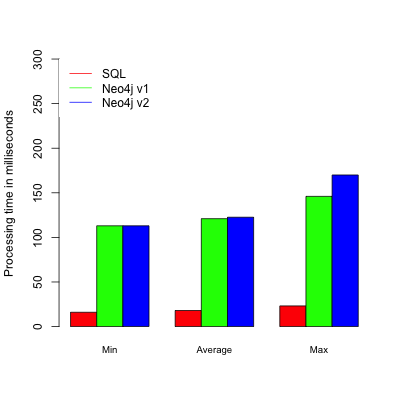 SQL
Neo4j v1
Neo4j v2
Processing time in milliseconds
300
250
200
150
100
50
0
Min Average Max